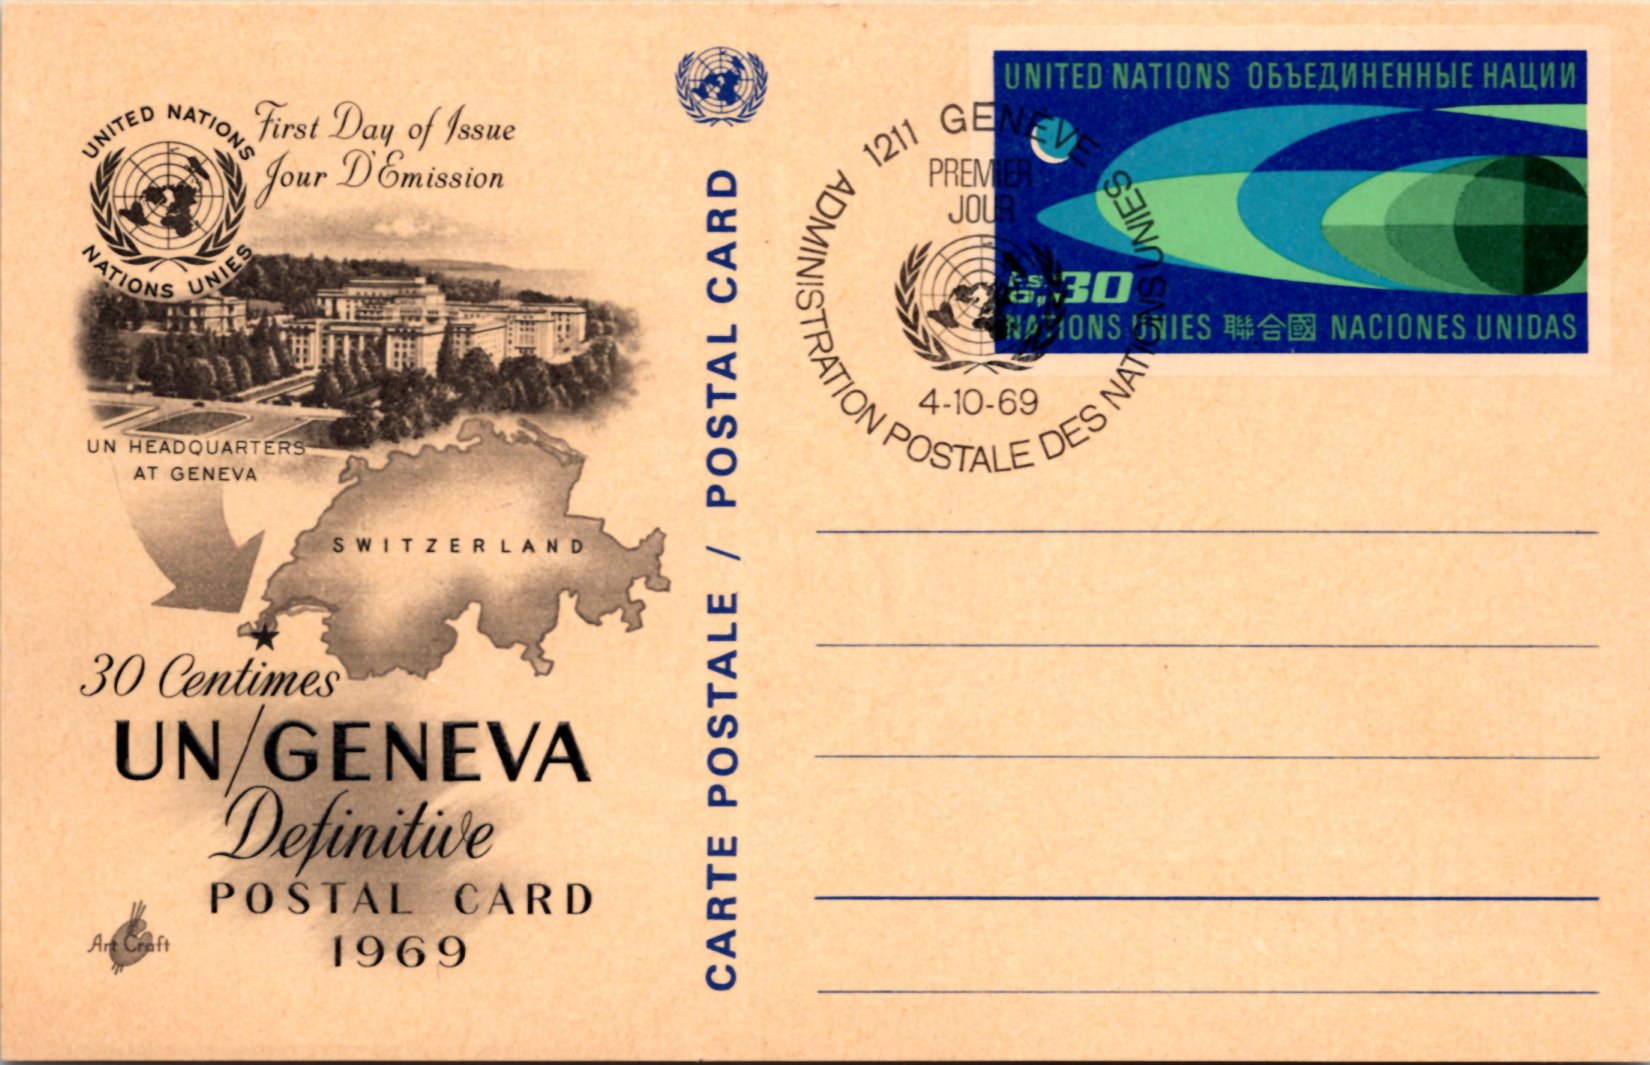 UNITED NATIONS
NATIONS UNIES
First Day of Issue
Jour D'Émission
UN HEADQUARTERS
AT GENEVA
SWITZERLAND
30 Centimes
UN/GENEVA
Definitive
POSTAL CARD
1969
Art Craft
CARTE POSTALE / POSTAL CARD
1211 GENEVE
PREMIER
JOUR
4-10-69
ADMINISTRATION POSTALE DES NATIONS UNIES
UNITED NATIONS ОБЪЕДИНЕННЫЕ НАЦИИ
F.S. 30
NATIONS UNIES 聯合國 NACIONES UNIDAS